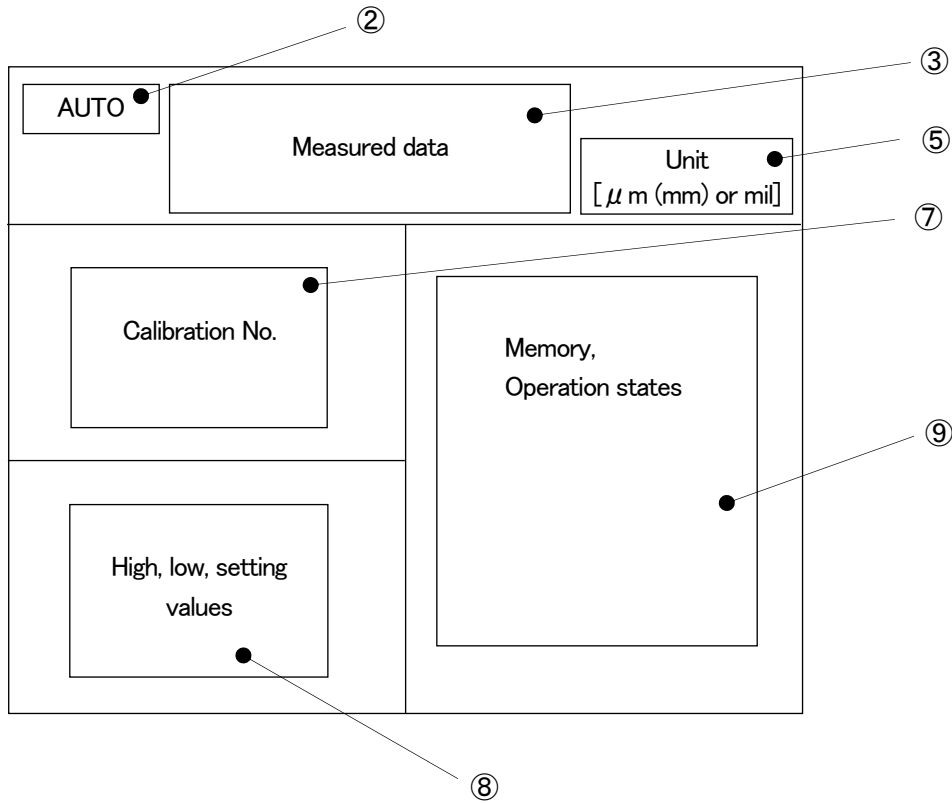 ②
③
AUTO
Measured data
⑤
Unit
[μm (mm) or mil]
⑦
Calibration No.
Memory,
Operation states
⑨
High, low, setting
values
⑧